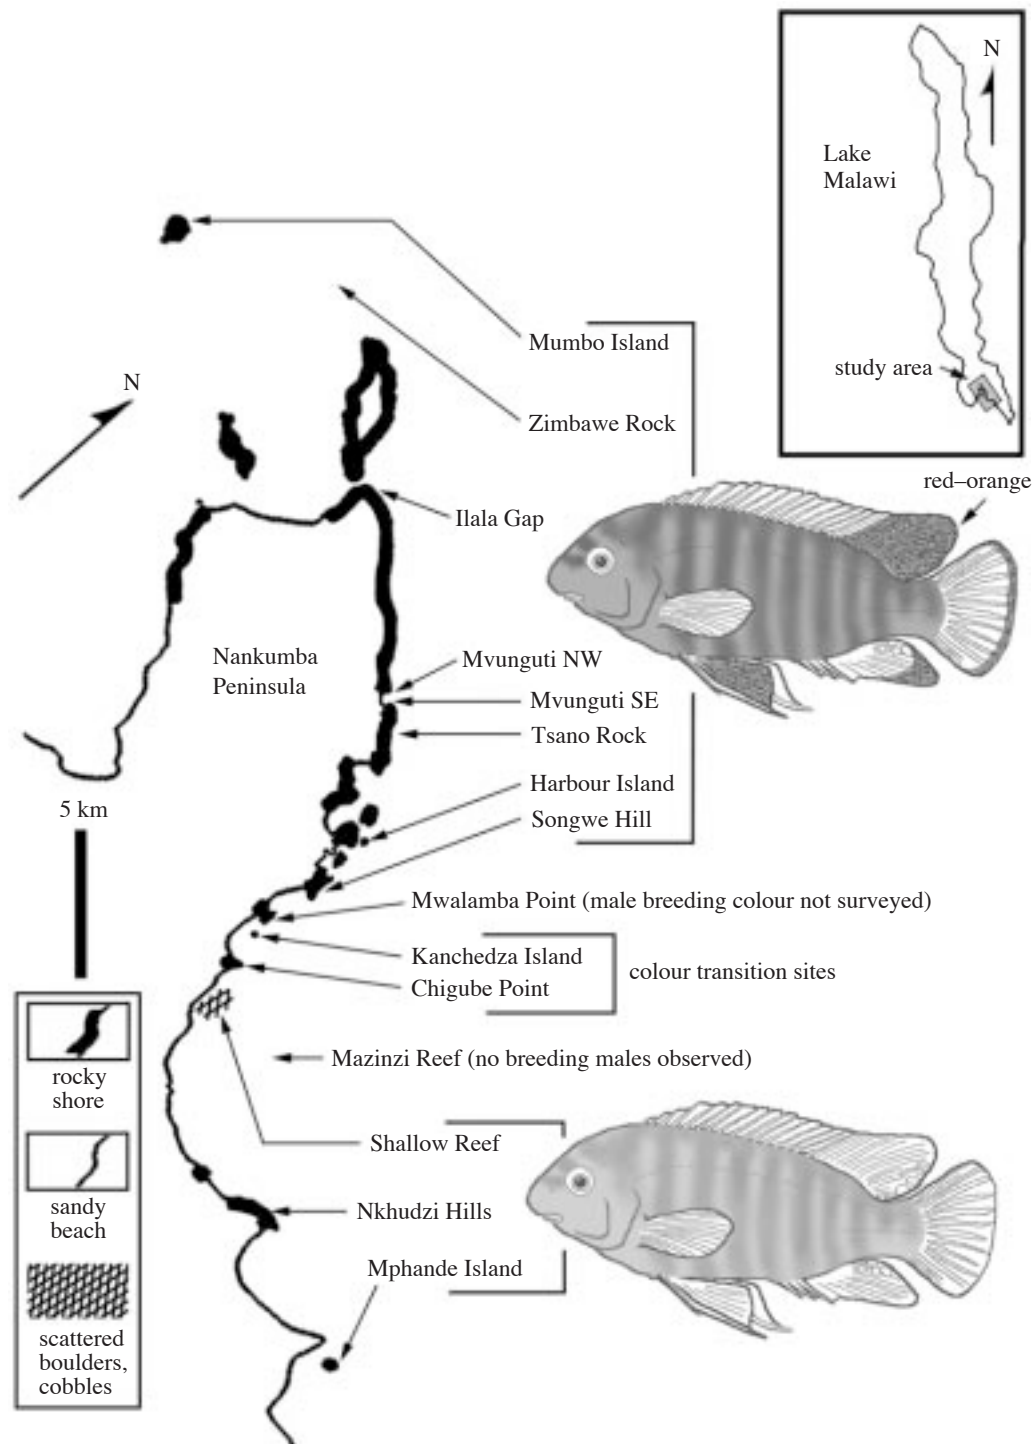 N
Lake
Malawi
study area
Mumbo Island
N
Zimbawe Rock
red–orange
Ilala Gap
Nankumba
Peninsula
Mvunguti NW
Mvunguti SE
Tsano Rock
Harbour Island
5 km
Songwe Hill
Mwalamba Point (male breeding colour not surveyed)
Kanchedza Island
colour transition sites
Chigube Point
Mazinzi Reef (no breeding males observed)
rocky
shore
Shallow Reef
sandy
beach
Nkhudzi Hills
Mphande Island
scattered
boulders,
cobbles